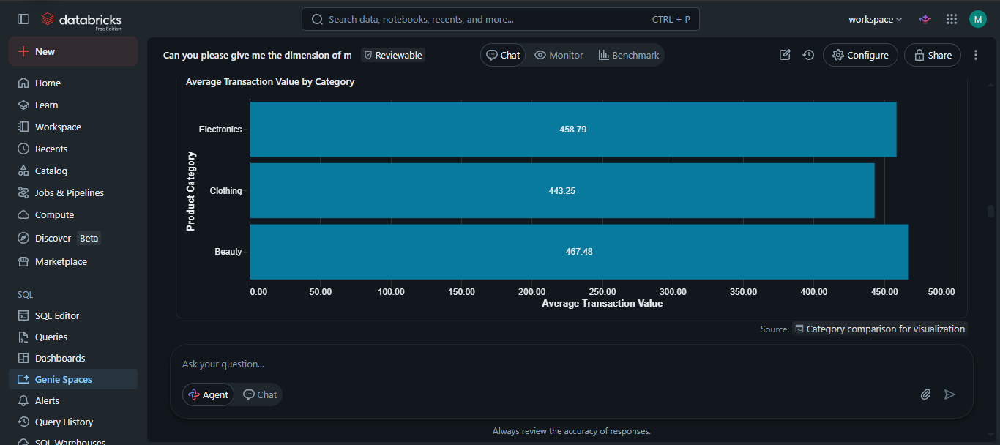 databricks
Free Edition
Search data, notebooks, recents, and more...
CTRL + P
workspace
M
New
Home
Learn
Workspace
Recents
Catalog
Jobs & Pipelines
Compute
Discover Beta
Marketplace
SQL
SQL Editor
Queries
Dashboards
Genie Spaces
Alerts
Query History
SQL Warehouses
Can you please give me the dimension of m
Reviewable
Chat
Monitor
Benchmark
Configure
Share
Average Transaction Value by Category
Product Category
Electronics
458.79
Clothing
443.25
Beauty
467.48
0.00 50.00 100.00 150.00 200.00 250.00 300.00 350.00 400.00 450.00 500.00
Average Transaction Value
Source: Category comparison for visualization
Ask your question...
Agent
Chat
Always review the accuracy of responses.